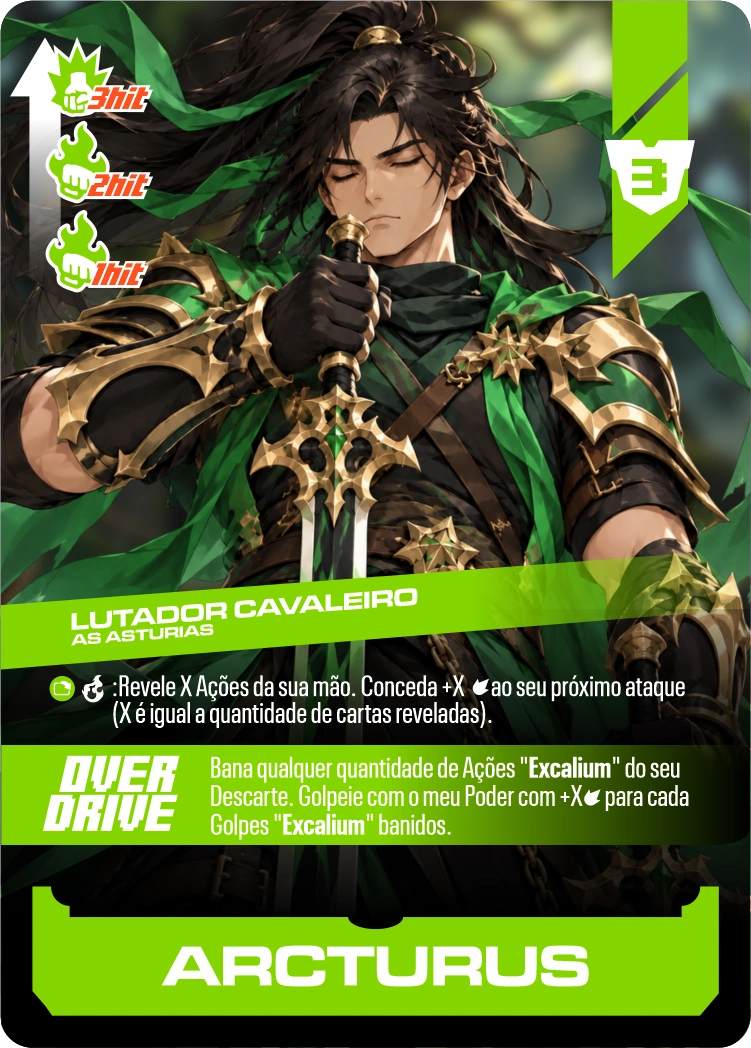 3hit
2hit
1hit
3
LUTADOR CAVALEIRO
AS ASTURIAS
:Revele X Ações da sua mão. Conceda +X ao seu próximo ataque
(X é igual a quantidade de cartas reveladas).
OVER
DRIVE
Bana qualquer quantidade de Ações "Excalium" do seu
Descarte. Golpeie com o meu Poder com +X para cada
Golpes "Excalium" banidos.
ARCTURUS